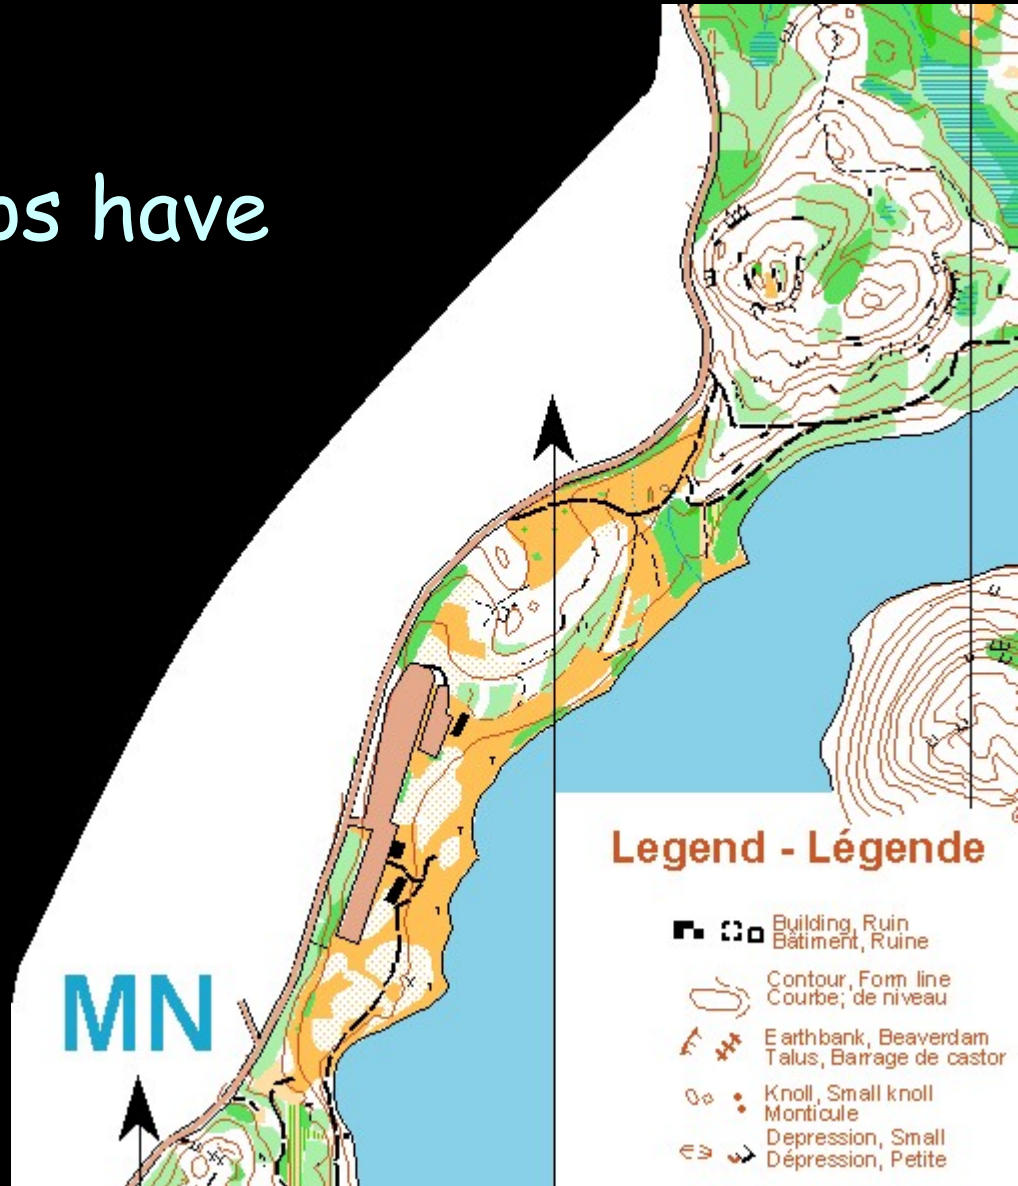 have
Legend - Légende
Building, Ruin
Bâtiment, Ruine
Contour, Form line
Courbe; de niveau
Earthbank, Beaverdam
Talus, Barrage de castor
Knoll, Small knoll
Monticule
Depression, Small
Dépression, Petite
MN